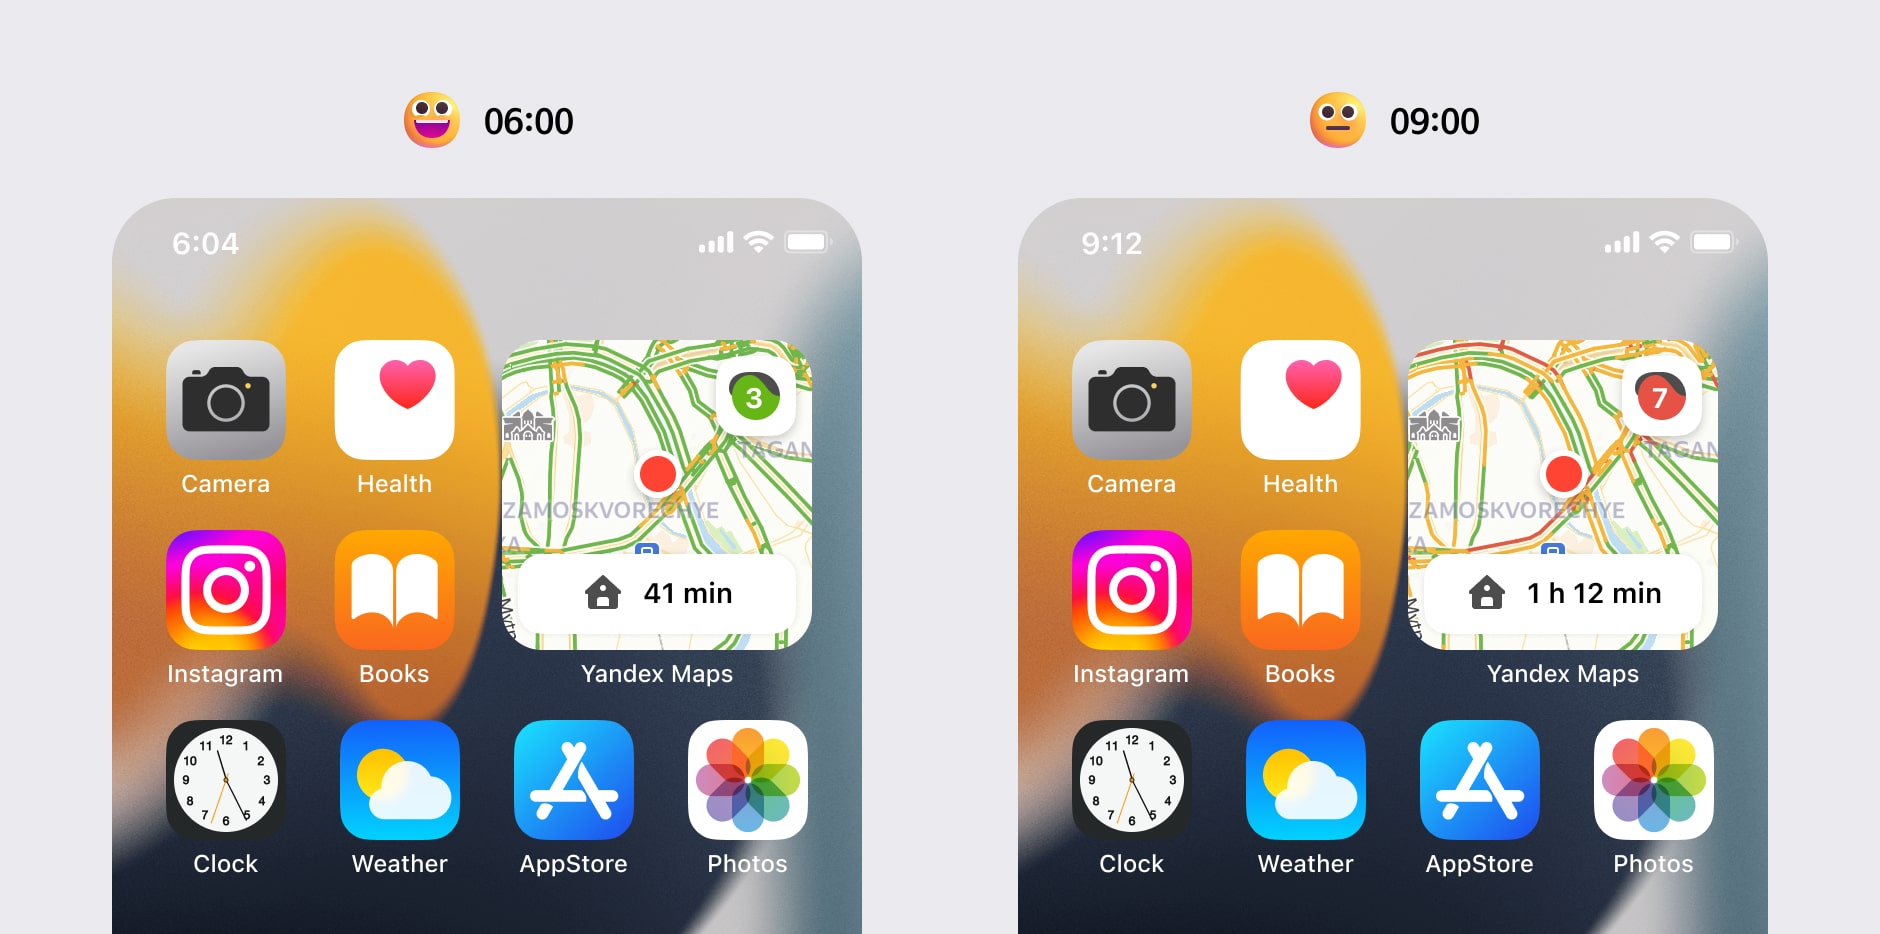 06:00
09:00
6:04
3
TAGAN
ZAMOSKVORECHYE
41 min
Camera
Health
Instagram
Books
Yandex Maps
12
11 1
10 2
9 3
8 4
7 5
6
Clock
Weather
AppStore
Photos
9:12
7
TAGAN
ZAMOSKVORECHYE
1 h 12 min
Camera
Health
Instagram
Books
Yandex Maps
12
11 1
10 2
9 3
8 4
7 5
6
Clock
Weather
AppStore
Photos